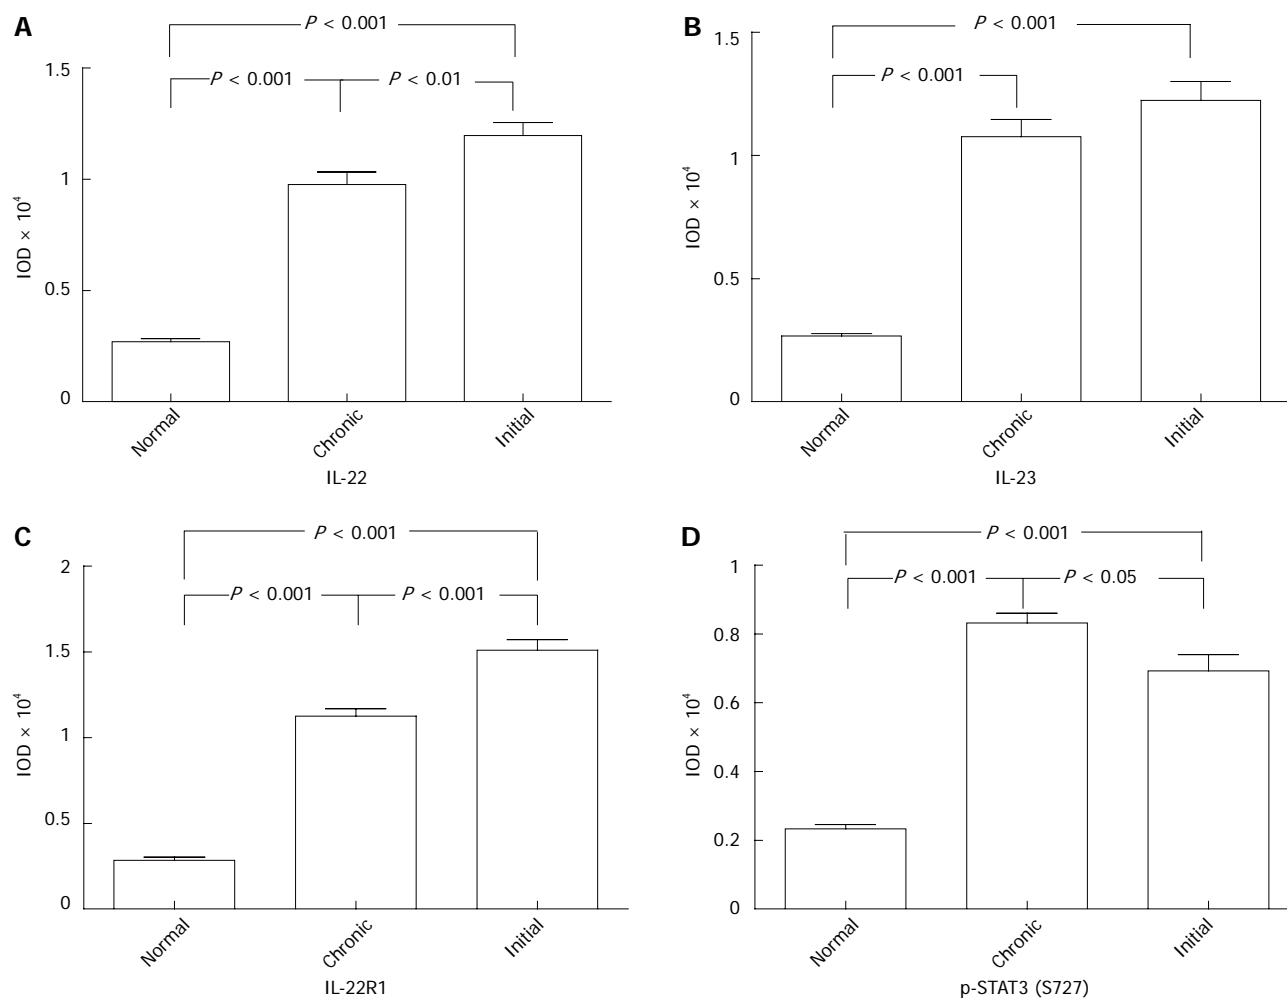 A
P < 0.001
P < 0.001
P < 0.01
1.5
1
0.5
0
IOD × 10⁴
Normal
Chronic
Initial
IL-22
B
P < 0.001
P < 0.001
1.5
1
0.5
0
IOD × 10⁴
Normal
Chronic
Initial
IL-23
C
P < 0.001
P < 0.001
P < 0.001
2
1.5
1
0.5
0
IOD × 10⁴
Normal
Chronic
Initial
IL-22R1
D
P < 0.001
P < 0.001
P < 0.05
1
0.8
0.6
0.4
0.2
0
IOD × 10⁴
Normal
Chronic
Initial
p-STAT3 (S727)